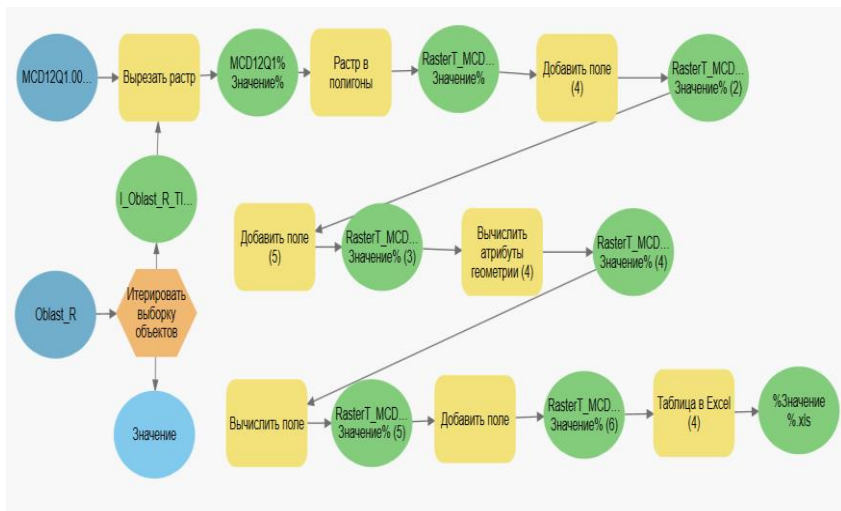 MCD12Q1.00...
Вырезать растр
MCD12Q1%
Значение%
Растр в
полигоны
RasterT_MCD...
Значение%
Добавить поле
(4)
RasterT_MCD...
Значение% (2)
I_Oblast_R_TI...
Добавить поле
(5)
RasterT_MCD...
Значение% (3)
Вычислить
атрибуты
геометрии (4)
RasterT_MCD...
Значение% (4)
Oblast_R
Итерировать
выборку
объектов
Значение
Вычислить поле
RasterT_MCD...
Значение% (5)
Добавить поле
RasterT_MCD...
Значение% (6)
Таблица в Excel
(4)
%Значение
%.xls